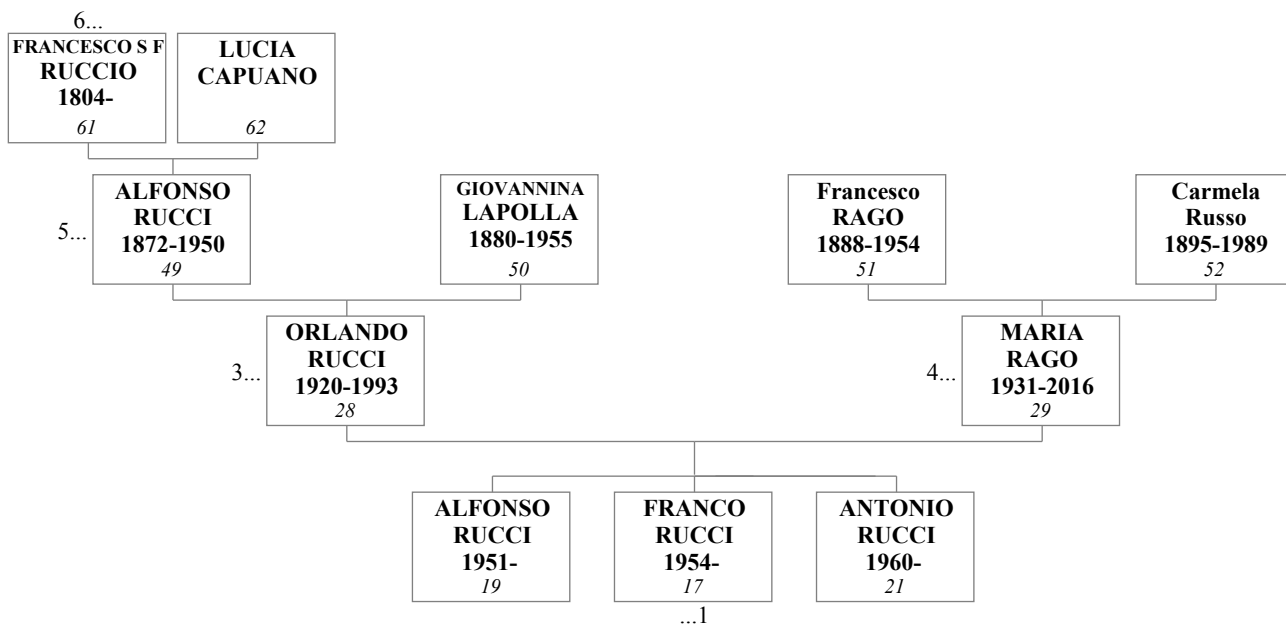 6...
FRANCESCO S F
RUCCIO
1804-
61
LUCIA
CAPUANO
62
5...
ALFONSO
RUCCI
1872-1950
49
GIOVANNINA
LAPOLLA
1880-1955
50
Francesco
RAGO
1888-1954
51
Carmela
Russo
1895-1989
52
3...
ORLANDO
RUCCI
1920-1993
28
4...
MARIA
RAGO
1931-2016
29
ALFONSO
RUCCI
1951-
19
FRANCO
RUCCI
1954-
17
ANTONIO
RUCCI
1960-
21
...1